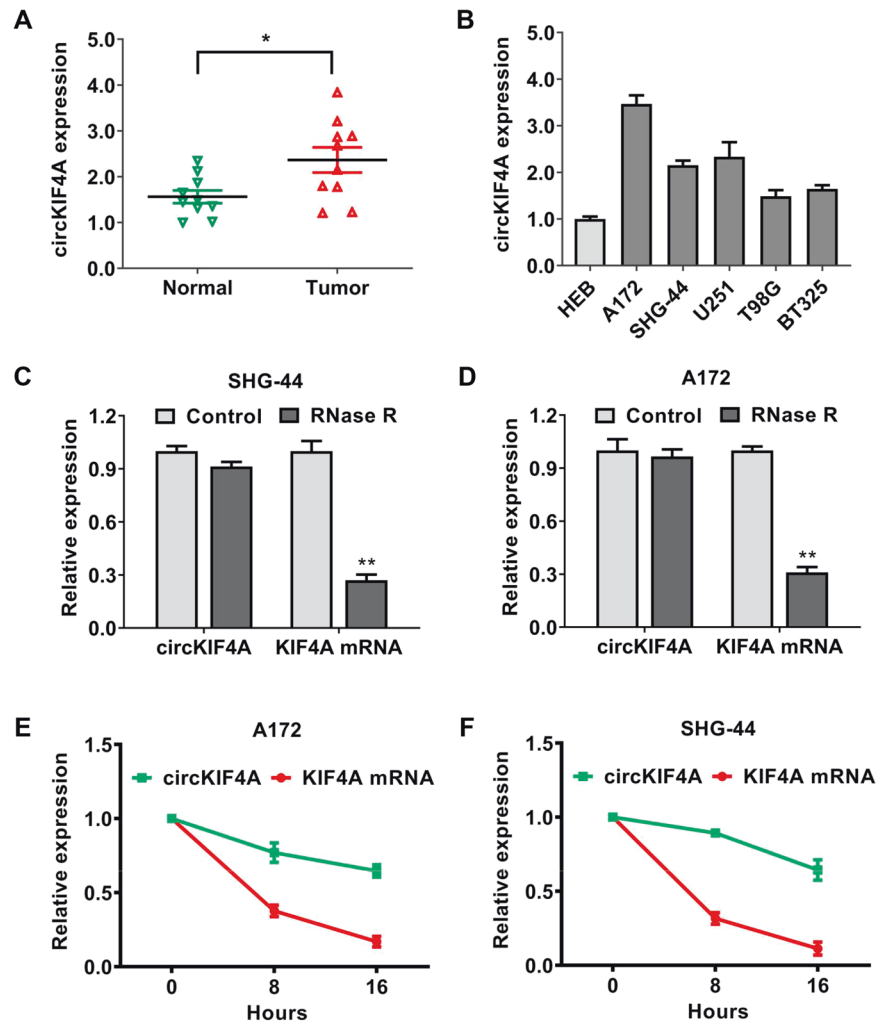 A
circKIF4A expression
5.0
4.0
3.0
2.0
1.0
0.0
*
Normal
Tumor
B
circKIF4A expression
5.0
4.0
3.0
2.0
1.0
0.0
HEB
A172
SHG-44
U251
T98G
BT325
C
SHG-44
Relative expression
1.2
0.9
0.6
0.3
0.0
Control
RNase R
**
circKIF4A
KIF4A mRNA
D
A172
Relative expression
1.2
0.9
0.6
0.3
0.0
Control
RNase R
**
circKIF4A
KIF4A mRNA
E
A172
Relative expression
1.5
1.0
0.5
0.0
circKIF4A
KIF4A mRNA
0
8
16
Hours
F
SHG-44
Relative expression
1.5
1.0
0.5
0.0
circKIF4A
KIF4A mRNA
0
8
16
Hours